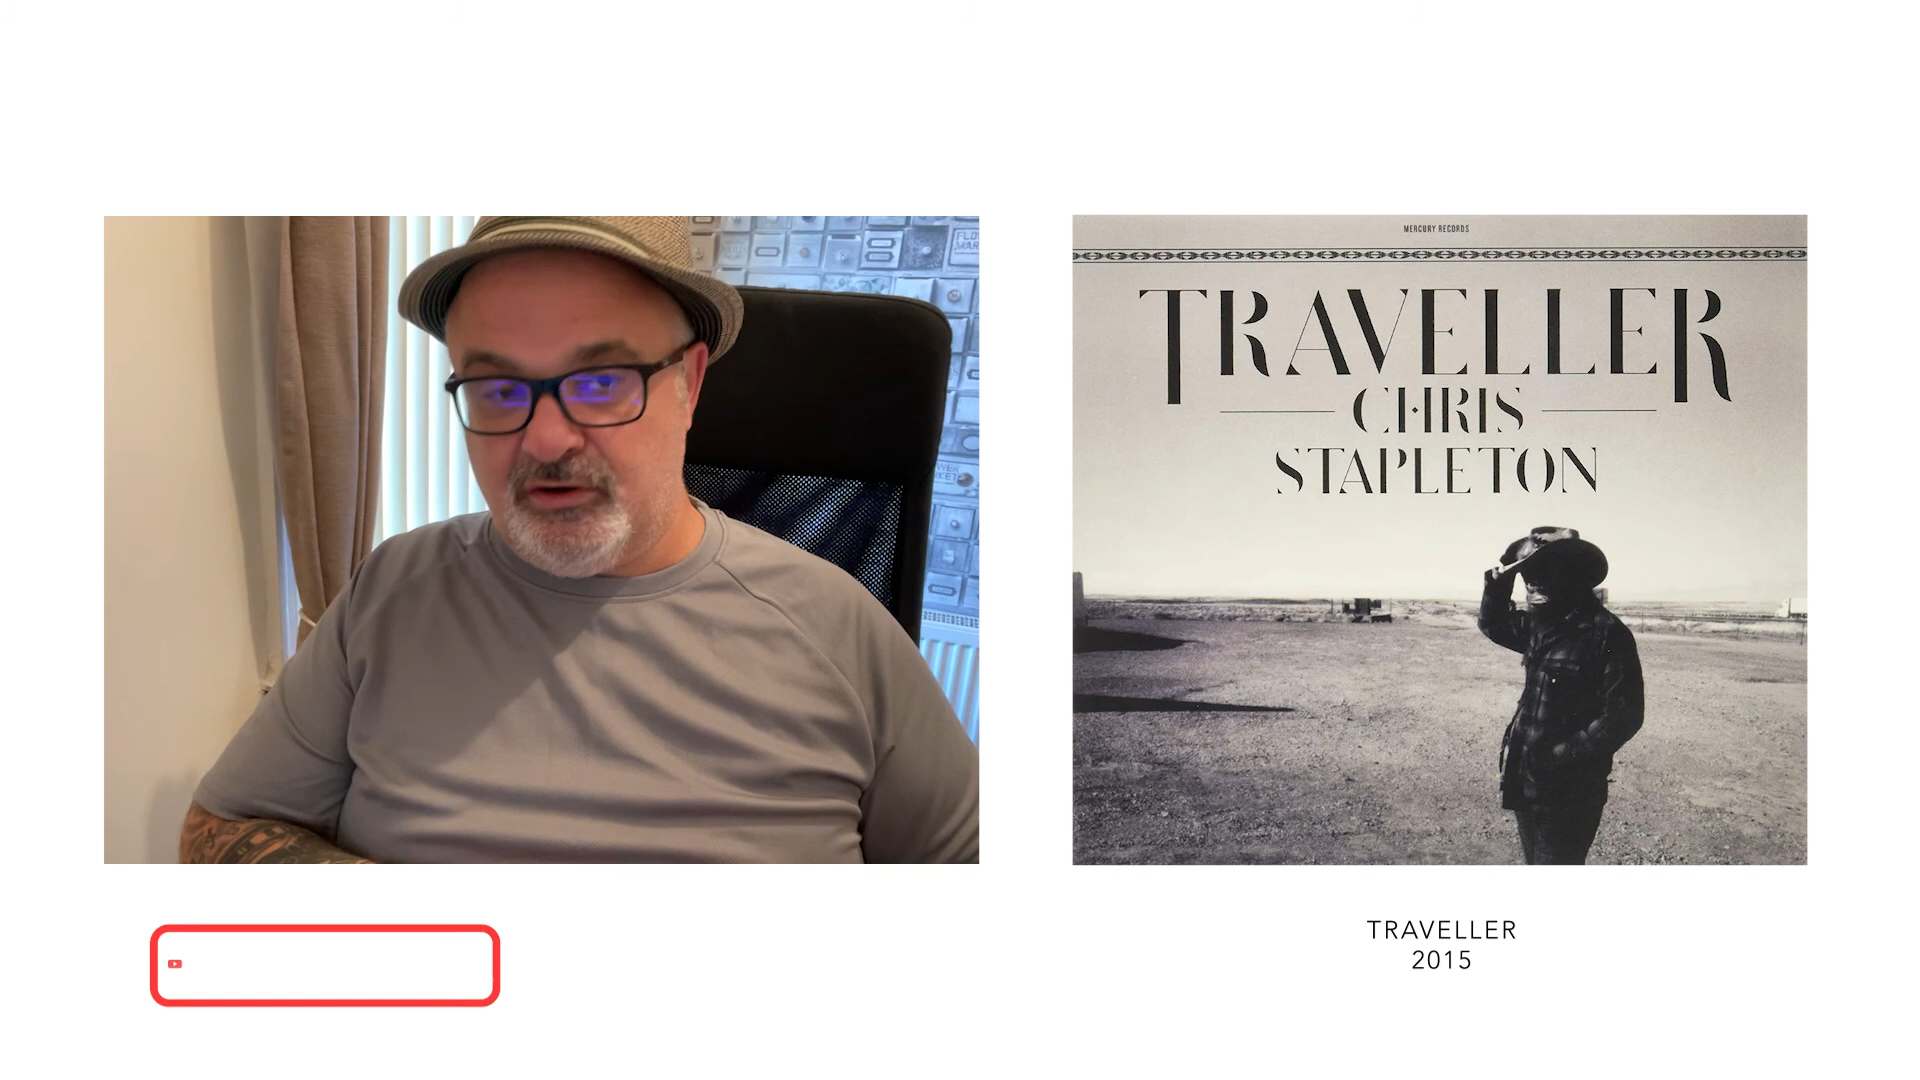 MERCURY RECORDS
TRAVELLER
CHRIS
STAPLETON
TRAVELLER
2015